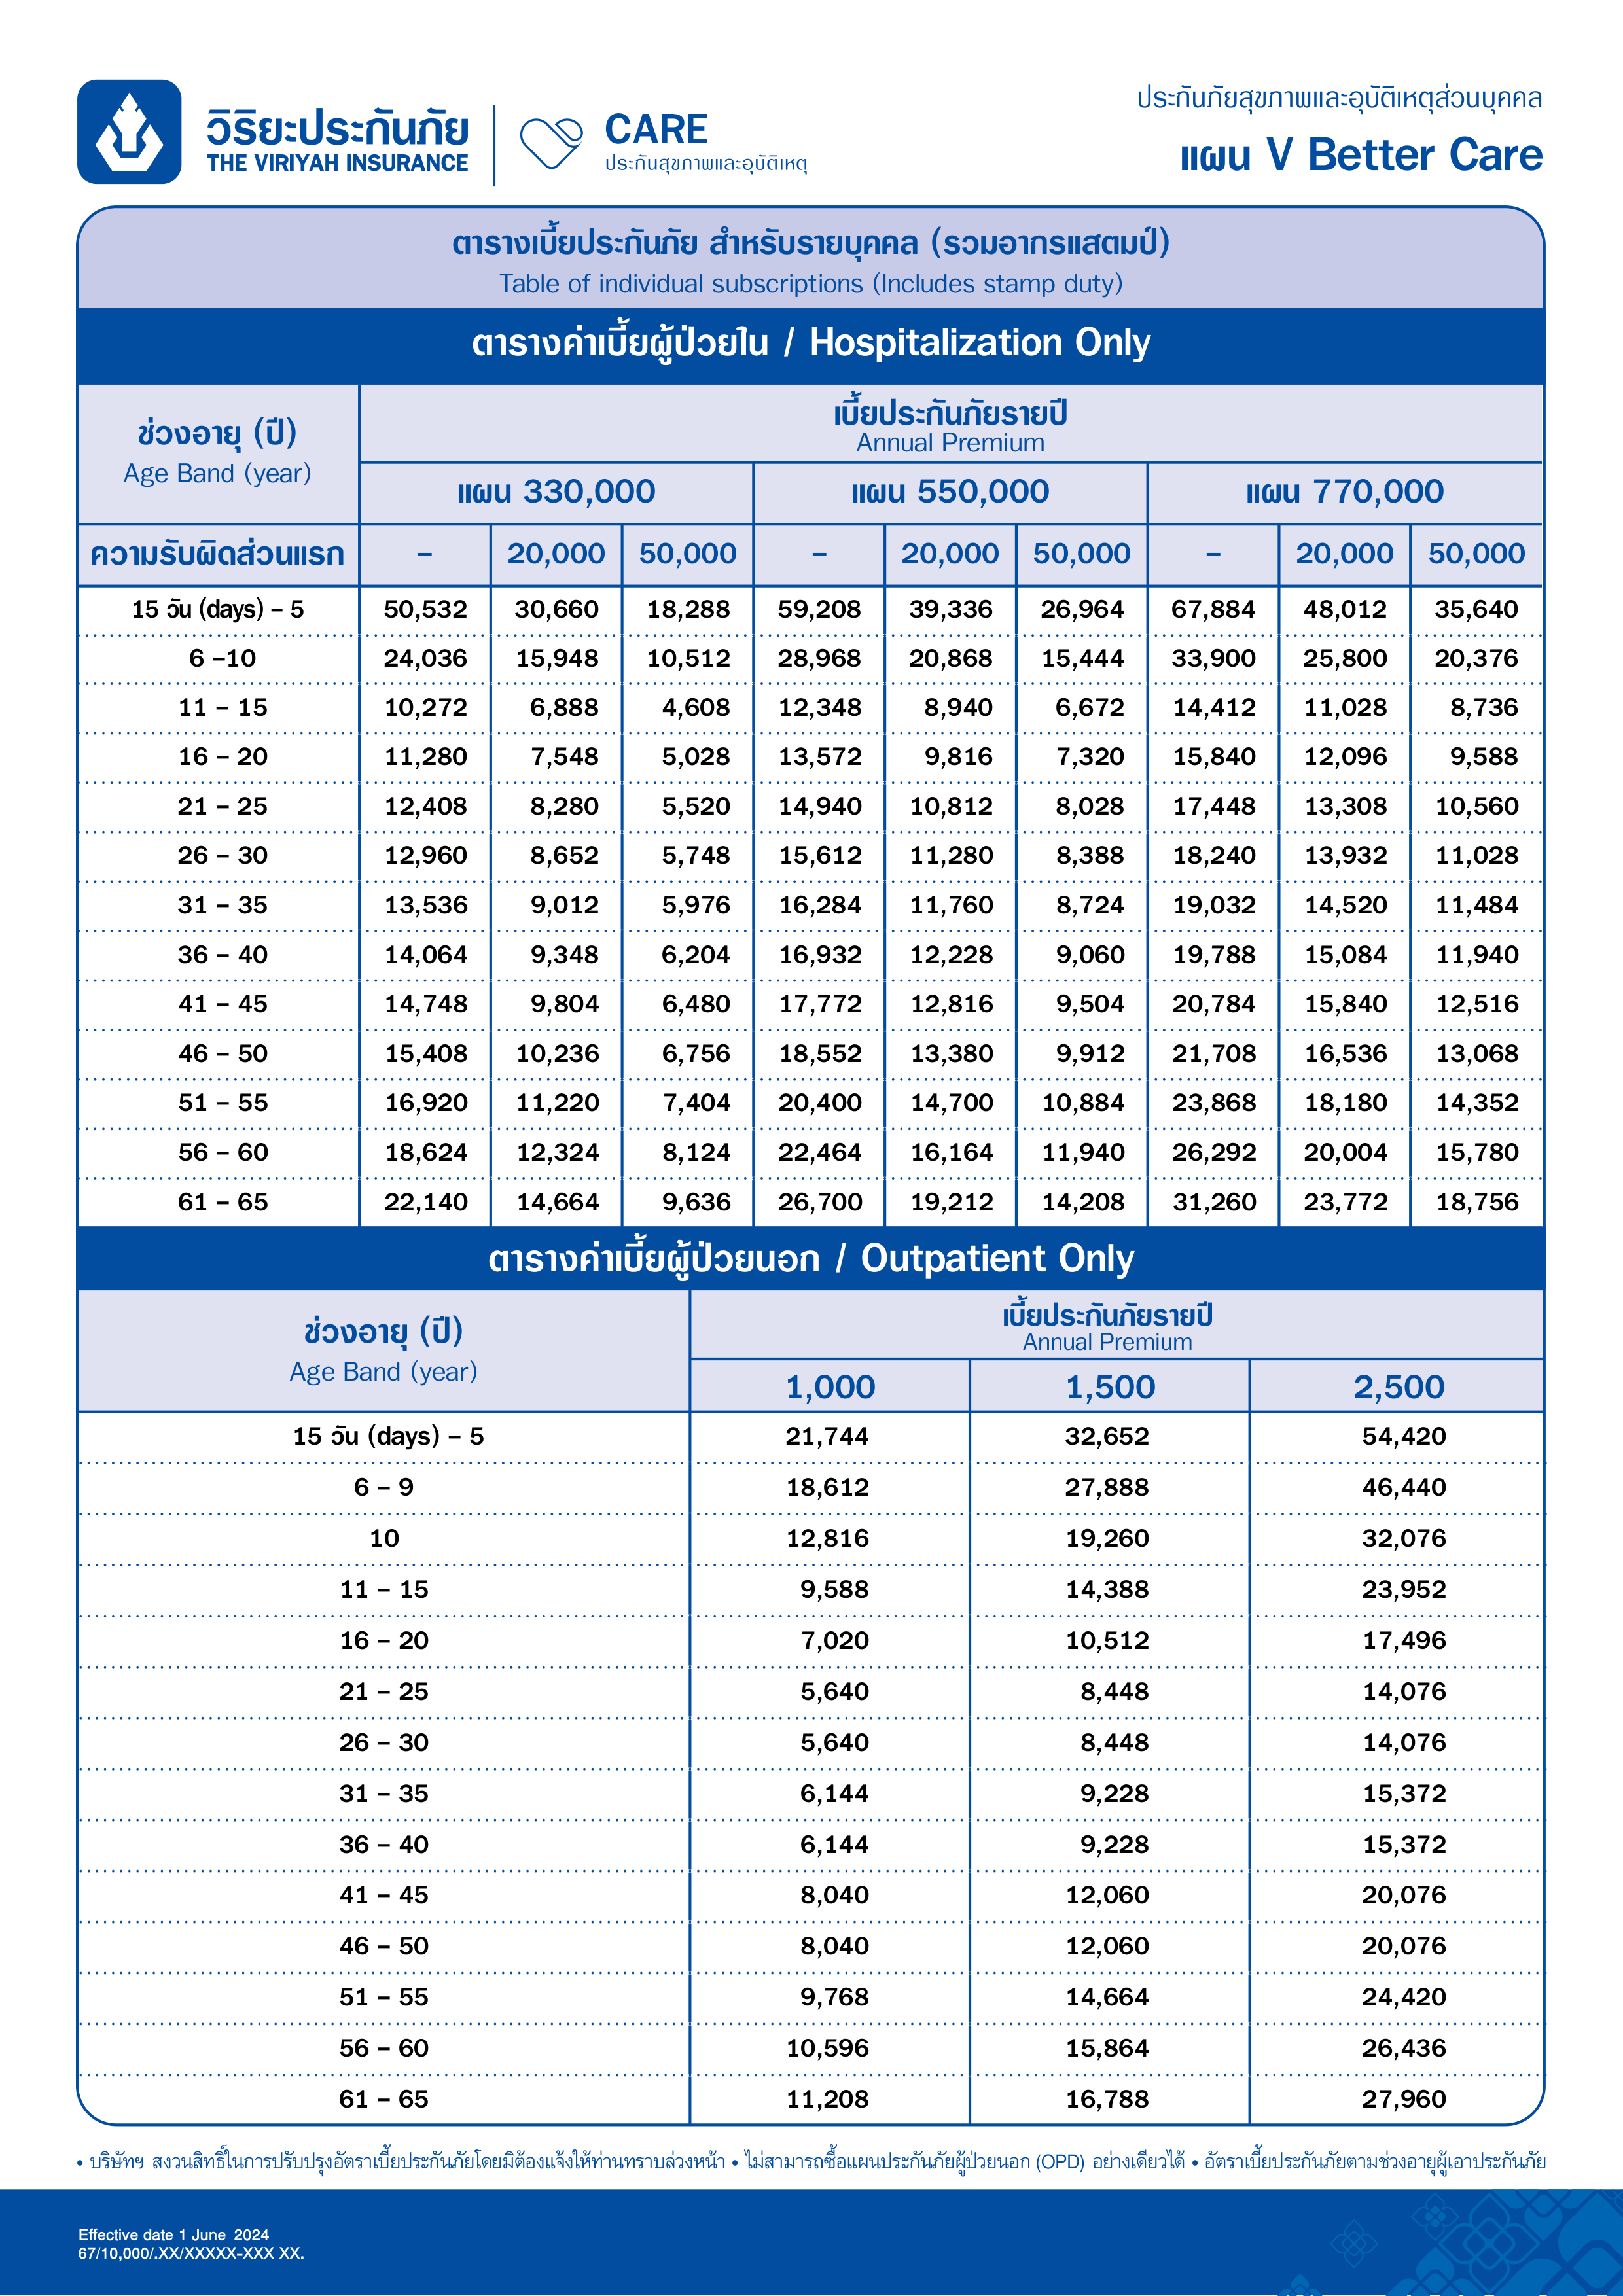 วิริยะประกันภัย
THE VIRIYAH INSURANCE
CARE
ประกันสุขภาพและอุบัติเหตุ
ประกันภัยสุขภาพและอุบัติเหตุส่วนบุคคล
แผน V Better Care
ตารางเบี้ยประกันภัย สำหรับรายบุคคล (รวมอากรแสตมป์)
Table of individual subscriptions (Includes stamp duty)
ตารางค่าเบี้ยผู้ป่วยใน / Hospitalization Only
ช่วงอายุ (ปี)
Age Band (year)
เบี้ยประกันภัยรายปี
Annual Premium
แผน 330,000 แผน 550,000 แผน 770,000
ความรับผิดส่วนแรก – 20,000 50,000 – 20,000 50,000 – 20,000 50,000
15 วัน (days) – 5 50,532 30,660 18,288 59,208 39,336 26,964 67,884 48,012 35,640
6 –10 24,036 15,948 10,512 28,968 20,868 15,444 33,900 25,800 20,376
11 – 15 10,272 6,888 4,608 12,348 8,940 6,672 14,412 11,028 8,736
16 – 20 11,280 7,548 5,028 13,572 9,816 7,320 15,840 12,096 9,588
21 – 25 12,408 8,280 5,520 14,940 10,812 8,028 17,448 13,308 10,560
26 – 30 12,960 8,652 5,748 15,612 11,280 8,388 18,240 13,932 11,028
31 – 35 13,536 9,012 5,976 16,284 11,760 8,724 19,032 14,520 11,484
36 – 40 14,064 9,348 6,204 16,932 12,228 9,060 19,788 15,084 11,940
41 – 45 14,748 9,804 6,480 17,772 12,816 9,504 20,784 15,840 12,516
46 – 50 15,408 10,236 6,756 18,552 13,380 9,912 21,708 16,536 13,068
51 – 55 16,920 11,220 7,404 20,400 14,700 10,884 23,868 18,180 14,352
56 – 60 18,624 12,324 8,124 22,464 16,164 11,940 26,292 20,004 15,780
61 – 65 22,140 14,664 9,636 26,700 19,212 14,208 31,260 23,772 18,756
ตารางค่าเบี้ยผู้ป่วยนอก / Outpatient Only
ช่วงอายุ (ปี)
Age Band (year)
เบี้ยประกันภัยรายปี
Annual Premium
1,000 1,500 2,500
15 วัน (days) – 5 21,744 32,652 54,420
6 – 9 18,612 27,888 46,440
10 12,816 19,260 32,076
11 – 15 9,588 14,388 23,952
16 – 20 7,020 10,512 17,496
21 – 25 5,640 8,448 14,076
26 – 30 5,640 8,448 14,076
31 – 35 6,144 9,228 15,372
36 – 40 6,144 9,228 15,372
41 – 45 8,040 12,060 20,076
46 – 50 8,040 12,060 20,076
51 – 55 9,768 14,664 24,420
56 – 60 10,596 15,864 26,436
61 – 65 11,208 16,788 27,960
• บริษัทฯ สงวนสิทธิ์ในการปรับปรุงอัตราเบี้ยประกันภัยโดยมิต้องแจ้งให้ท่านทราบล่วงหน้า • ไม่สามารถซื้อแผนประกันภัยผู้ป่วยนอก (OPD) อย่างเดียวได้ • อัตราเบี้ยประกันภัยตามช่วงอายุผู้เอาประกันภัย
Effective date 1 June 2024
67/10,000/.XX/XXXXX-XXX XX.